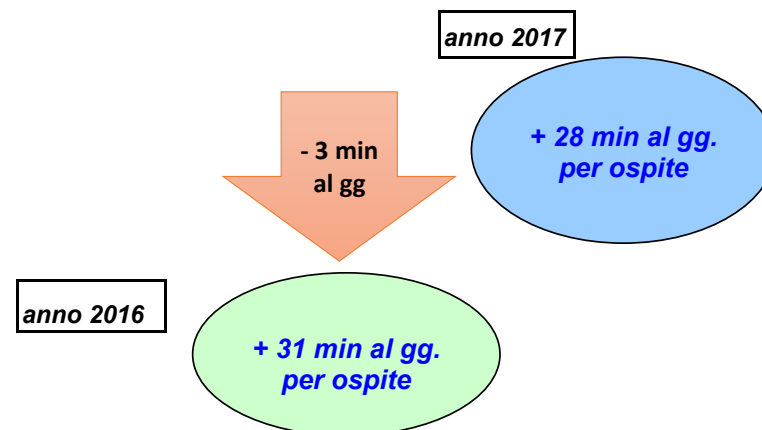 anno 2017
+ 28 min al gg.
per ospite
- 3 min
al gg
anno 2016
+ 31 min al gg.
per ospite